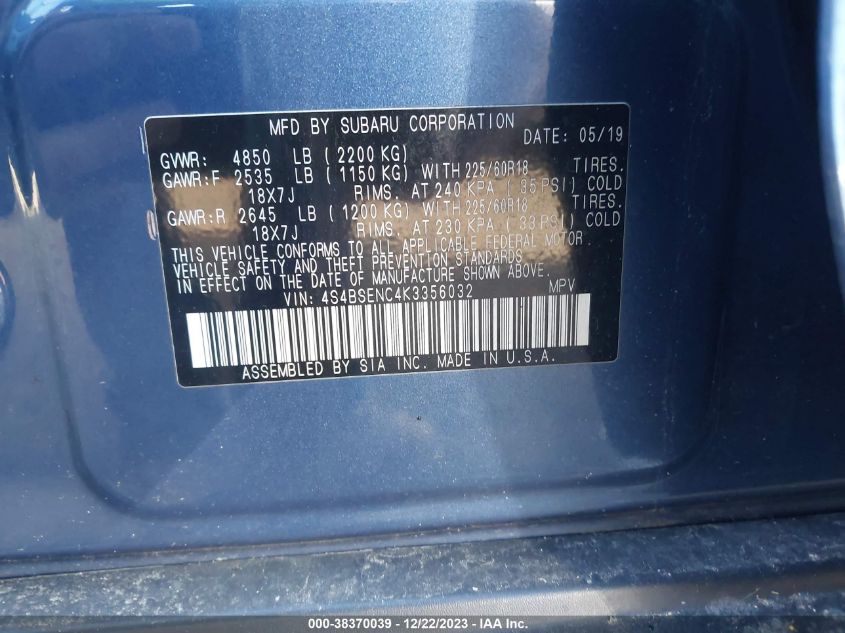 MFD BY SUBARU CORPORATION DATE: 05/19
GVWR: 4850 LB ( 2200 KG)
GAWR:F 2535 LB ( 1150 KG) WITH 225/60R18 TIRES.
18X7J RIMS. AT 240 KPA ( 35 PSI) COLD
GAWR:R 2645 LB ( 1200 KG) WITH 225/60R18 TIRES.
18X7J RIMS. AT 230 KPA ( 33 PSI) COLD
THIS VEHICLE CONFORMS TO ALL APPLICABLE FEDERAL MOTOR
VEHICLE SAFETY AND THEFT PREVENTION STANDARDS
IN EFFECT ON THE DATE OF MANUFACTURE SHOWN ABOVE.
VIN: 4S4BSENC4K3356032 MPV
ASSEMBLED BY SIA INC. MADE IN U.S.A.
000-38370039 - 12/22/2023 - IAA Inc.